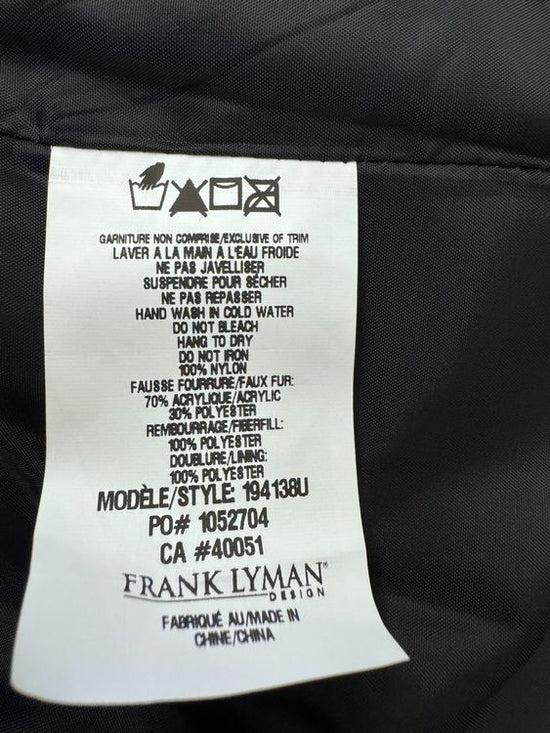 GARNITURE NON COMPRISE/EXCLUSIVE OF TRIM
LAVER À LA MAIN À L'EAU FROIDE
NE PAS JAVELLISER
SUSPENDRE POUR SÉCHER
NE PAS REPASSER
HAND WASH IN COLD WATER
DO NOT BLEACH
HANG TO DRY
DO NOT IRON
100% NYLON
FAUSSE FOURRURE/FAUX FUR:
70% ACRYLIQUE/ACRYLIC
30% POLYESTER
REMBOURRAGE/FIBERFILL:
100% POLYESTER
DOUBLURE/LINING:
100% POLYESTER
MODÈLE/STYLE: 194138U
PO# 1052704
CA #40051
FRANK LYMAN
DESIGN
FABRIQUÉ AU/MADE IN
CHINE/CHINA